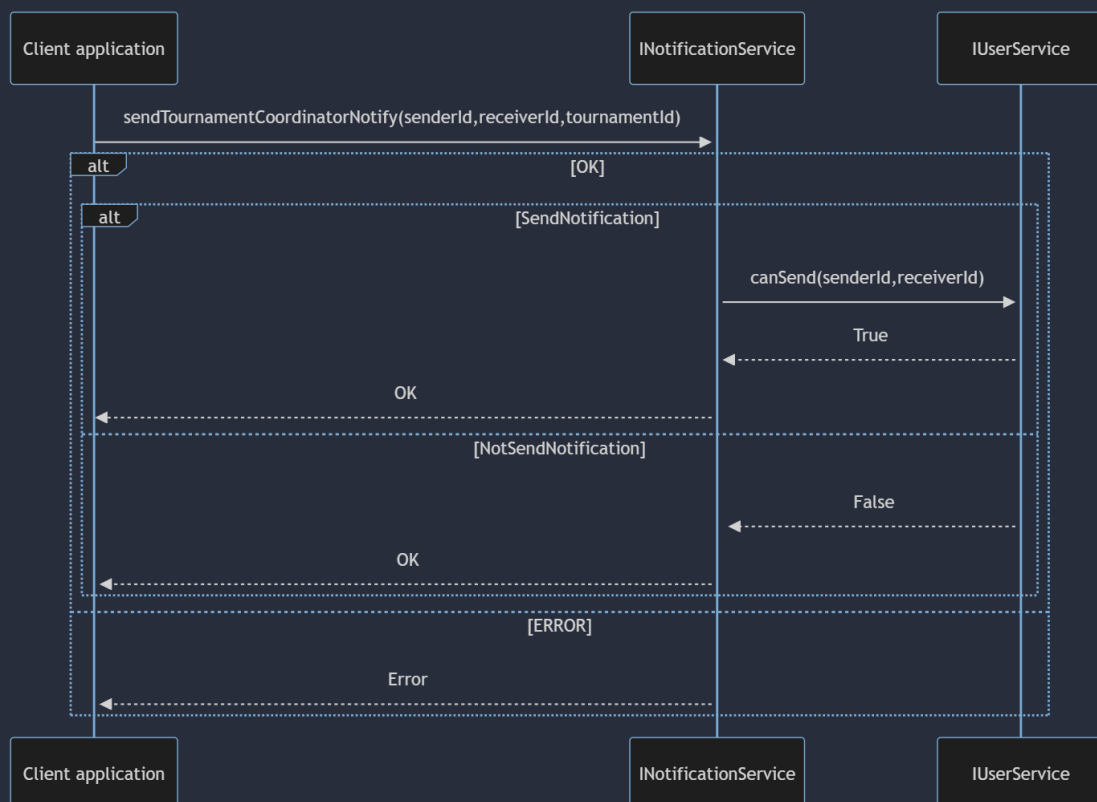 Client application
INotificationService
IUserService
sendTournamentCoordinatorNotify(senderId,receiverId,tournamentId)
alt
[OK]
alt
[SendNotification]
canSend(senderId,receiverId)
True
OK
[NotSendNotification]
False
OK
[ERROR]
Error
Client application
INotificationService
IUserService